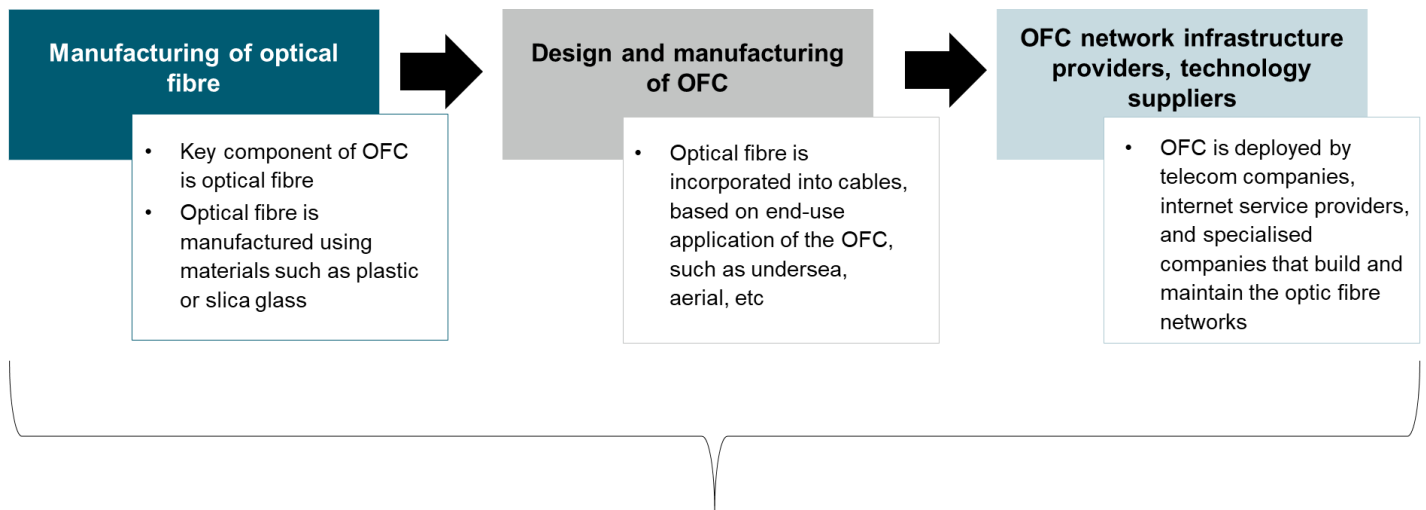 Manufacturing of optical
fibre
• Key component of OFC
is optical fibre
• Optical fibre is
manufactured using
materials such as plastic
or slica glass
Design and manufacturing
of OFC
• Optical fibre is
incorporated into cables,
based on end-use
application of the OFC,
such as undersea,
aerial, etc
OFC network infrastructure
providers, technology
suppliers
• OFC is deployed by
telecom companies,
internet service providers,
and specialised
companies that build and
maintain the optic fibre
networks